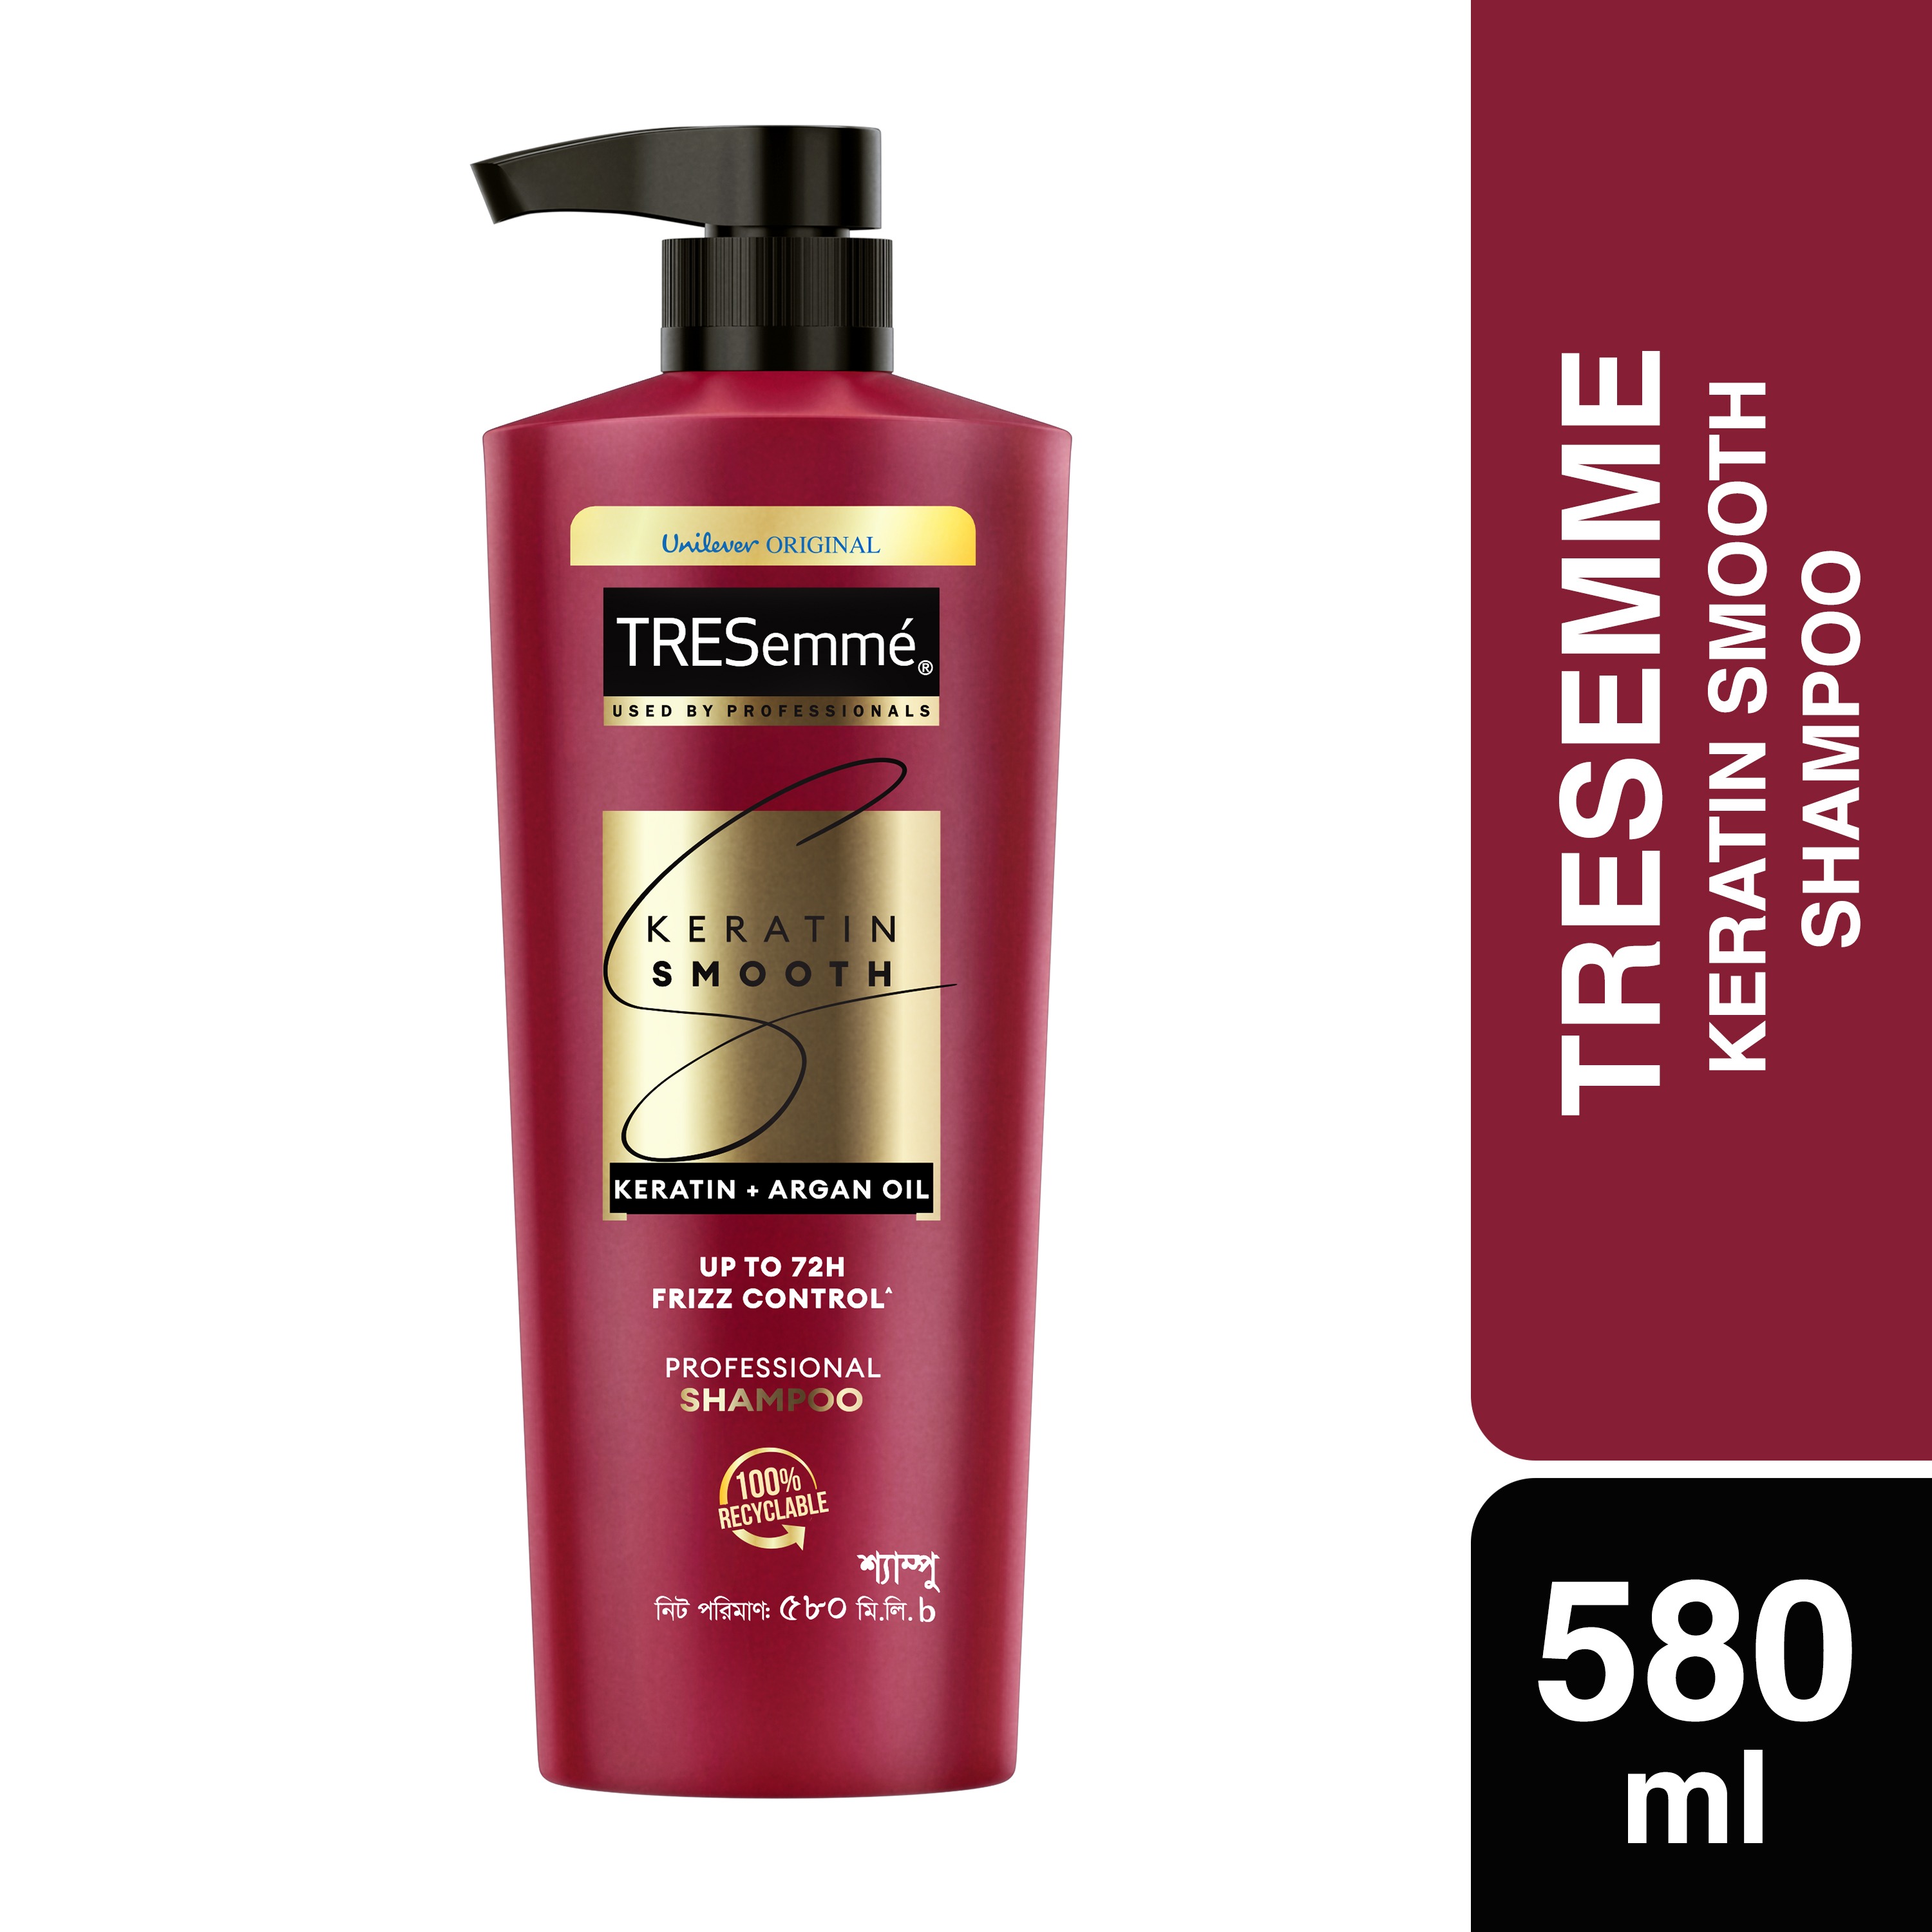 Unilever ORIGINAL
TRESemmé®
USED BY PROFESSIONALS
KERATIN
SMOOTH
KERATIN + ARGAN OIL
UP TO 72H
FRIZZ CONTROL^
PROFESSIONAL
SHAMPOO
100%
RECYCLABLE
শ্যাম্পু
নিট পরিমাণ: ৫৮০ মি.লি. b
TRESEMME
KERATIN SMOOTH
SHAMPOO
580
ml